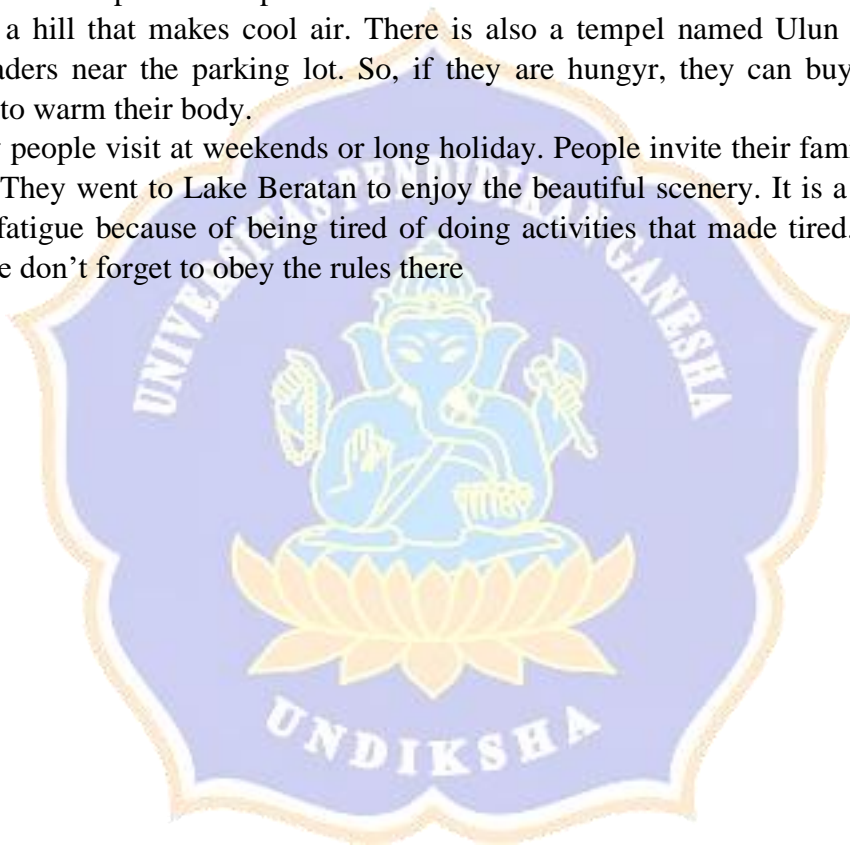 a hill that makes cool air. There is also a tempel named Ulun
near the parking lot. So, if they are hungyr, they can buy
to warm their body.
people visit at weekends or long holiday. People invite their
They went to Lake Beratan to enjoy the beautiful scenery. It is a
fatigue because of being tired of doing activities that made tired.
don’t forget to obey the rules there
UNIVERSITAS PENDIDIKAN GANESHA
UNDIKSHA